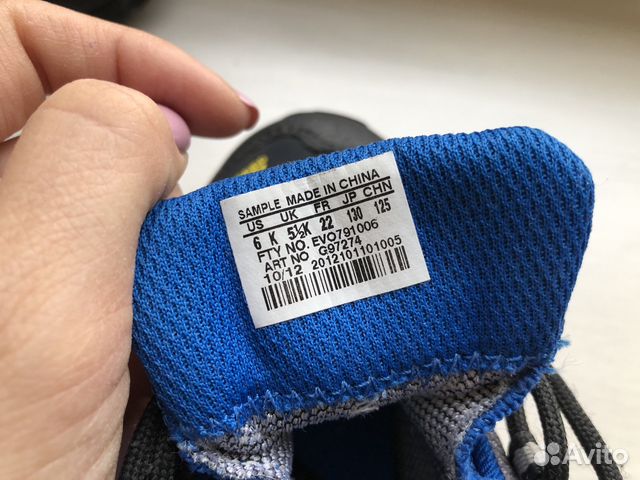 SAMPLE MADE IN CHINA
US UK FR JP CHN
6 K 5½K 22 130 125
FTY NO. EVO791006
ART NO G97274
10/12 2012101101005
Avito